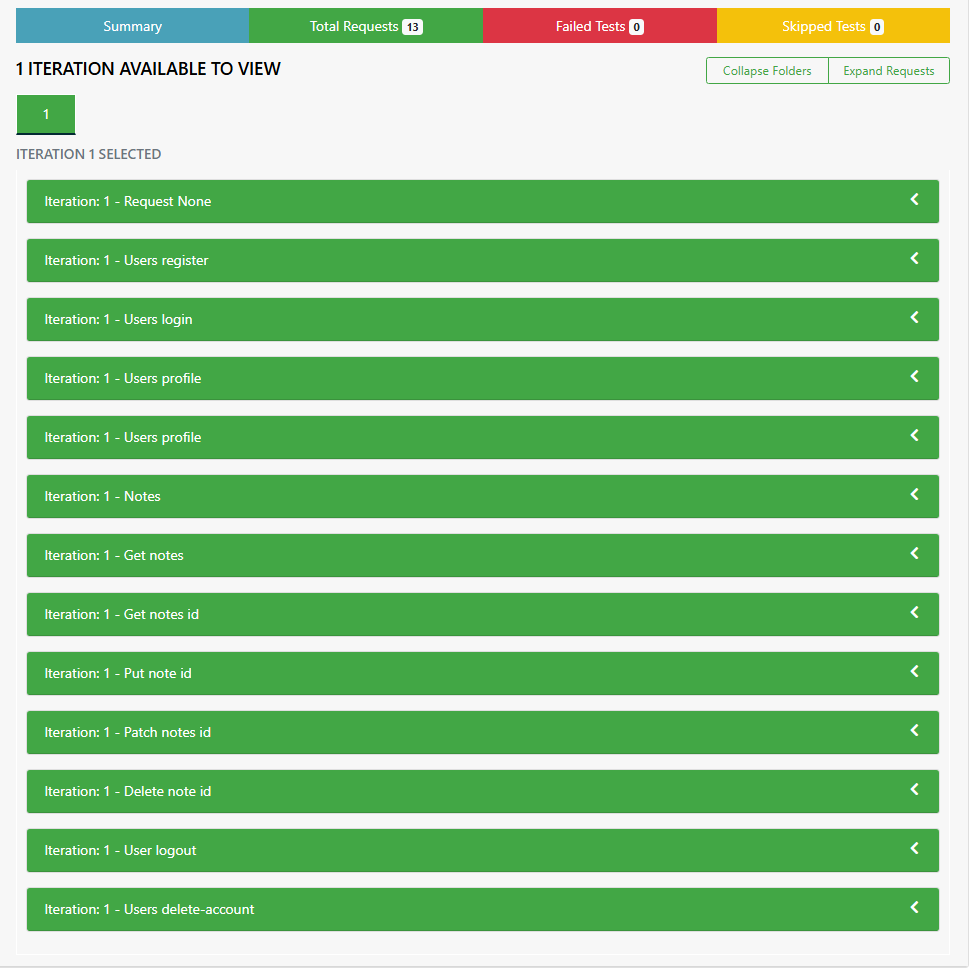 Summary
Total Requests 13
Failed Tests 0
Skipped Tests 0
1 ITERATION AVAILABLE TO VIEW
Collapse Folders
Expand Requests
1
ITERATION 1 SELECTED
Iteration: 1 - Request None
Iteration: 1 - Users register
Iteration: 1 - Users login
Iteration: 1 - Users profile
Iteration: 1 - Users profile
Iteration: 1 - Notes
Iteration: 1 - Get notes
Iteration: 1 - Get notes id
Iteration: 1 - Put note id
Iteration: 1 - Patch notes id
Iteration: 1 - Delete note id
Iteration: 1 - User logout
Iteration: 1 - Users delete-account